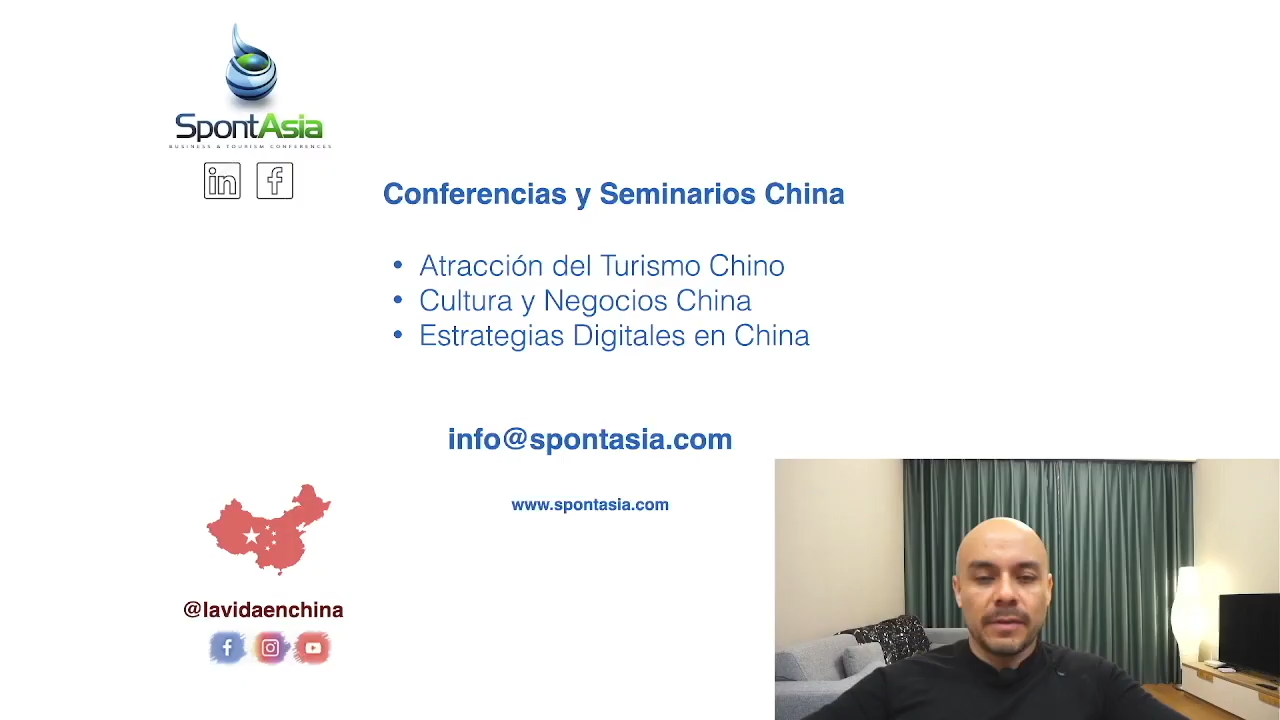 SpontAsia
BUSINESS & TOURISM CONFERENCES
in f
Conferencias y Seminarios China
• Atracción del Turismo Chino
• Cultura y Negocios China
• Estrategias Digitales en China
info@spontasia.com
www.spontasia.com
@lavidaenchina
f